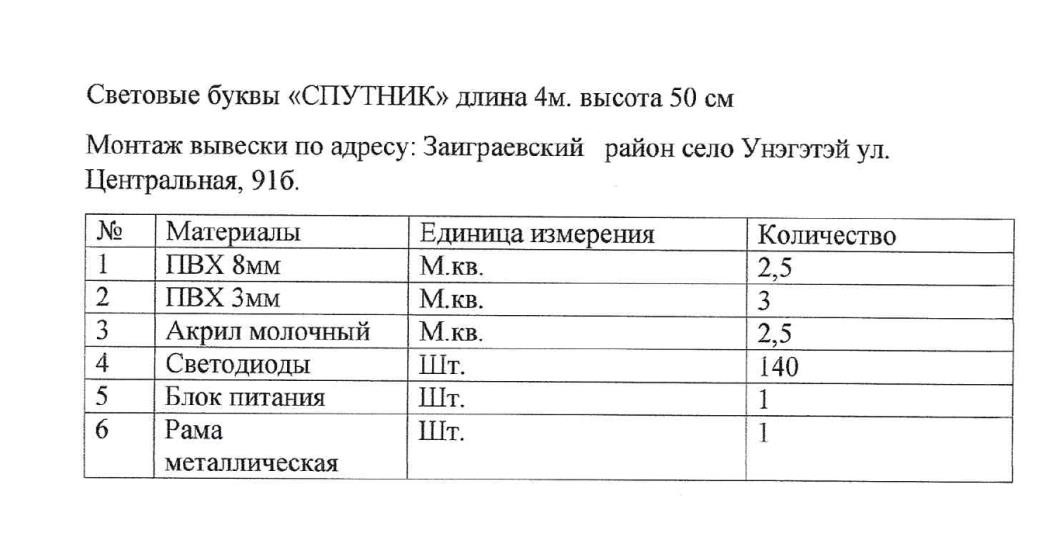 Световые буквы «СПУТНИК» длина 4м. высота 50 см
Монтаж вывески по адресу: Заиграевский район село Унэгэтэй ул.
Центральная, 91б.
№ Материалы Единица измерения Количество
1 ПВХ 8мм М.кв. 2,5
2 ПВХ 3мм М.кв. 3
3 Акрил молочный М.кв. 2,5
4 Светодиоды Шт. 140
5 Блок питания Шт. 1
6 Рама Шт. 1
металлическая